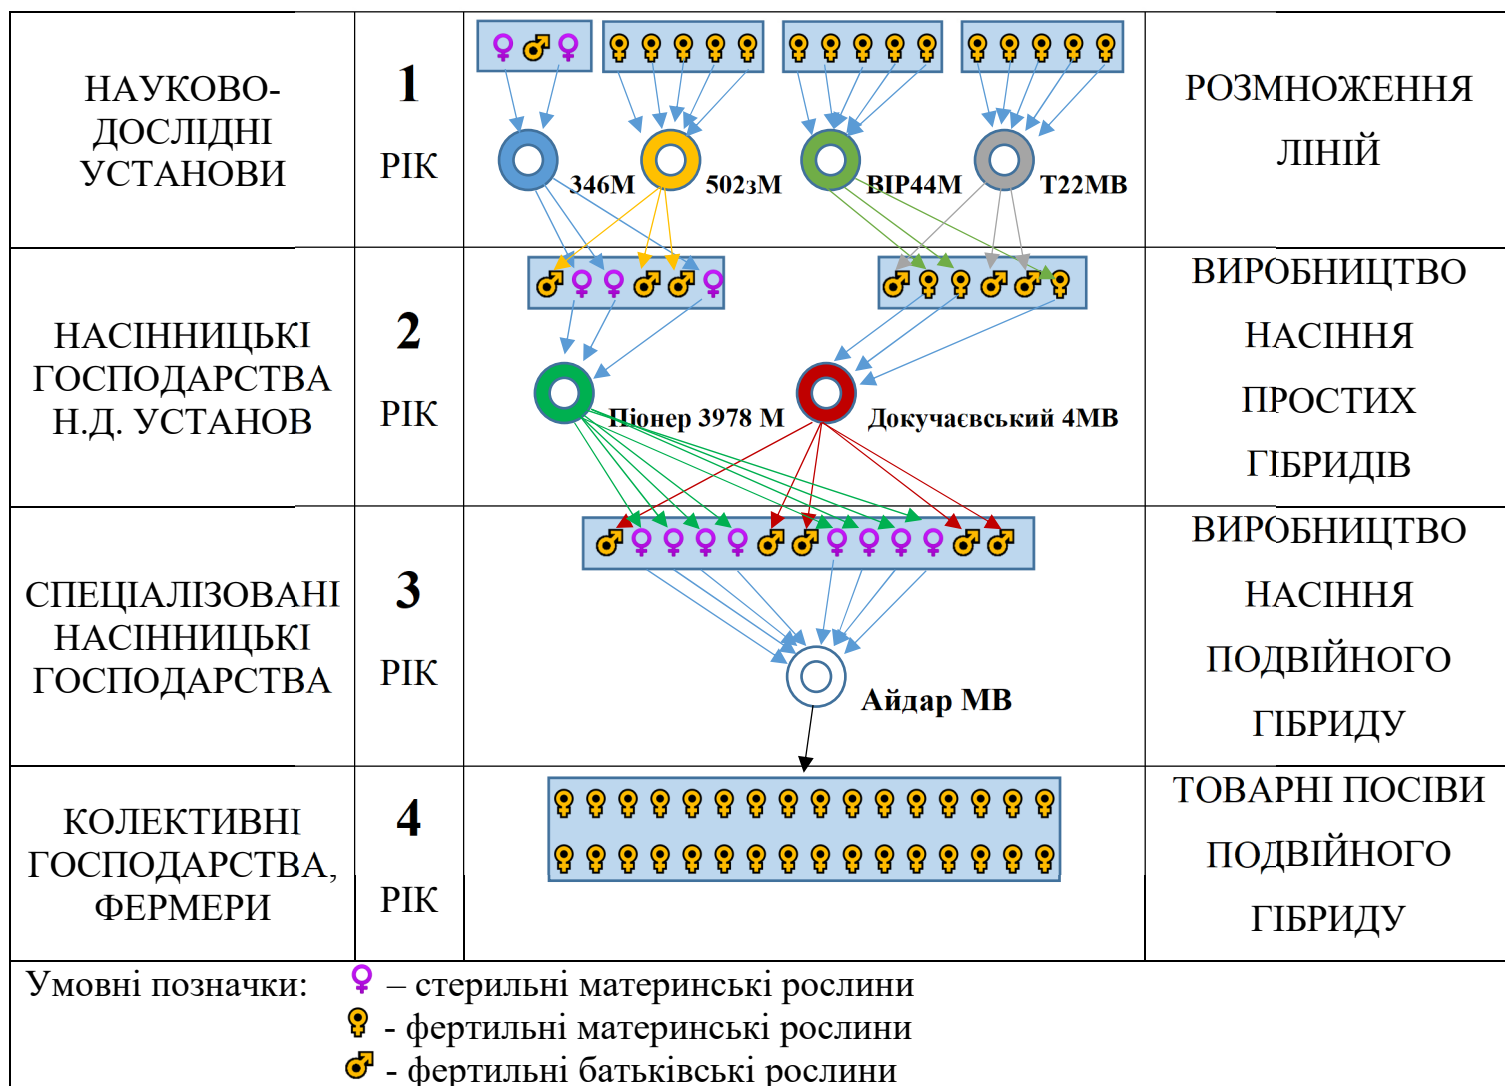 НАУКОВО-
ДОСЛІДНІ
УСТАНОВИ
1
РІК
346М
502зМ
ВІР44М
Т22МВ
РОЗМНОЖЕННЯ
ЛІНІЙ
НАСІННИЦЬКІ
ГОСПОДАРСТВА
Н.Д. УСТАНОВ
2
РІК
Піонер 3978 М
Докучаєвський 4МВ
ВИРОБНИЦТВО
НАСІННЯ
ПРОСТИХ
ГІБРИДІВ
СПЕЦІАЛІЗОВАНІ
НАСІННИЦЬКІ
ГОСПОДАРСТВА
3
РІК
Айдар МВ
ВИРОБНИЦТВО
НАСІННЯ
ПОДВІЙНОГО
ГІБРИДУ
КОЛЕКТИВНІ
ГОСПОДАРСТВА,
ФЕРМЕРИ
4
РІК
ТОВАРНІ ПОСІВИ
ПОДВІЙНОГО
ГІБРИДУ
Умовні позначки: – стерильні материнські рослини
- фертильні материнські рослини
- фертильні батьківські рослини